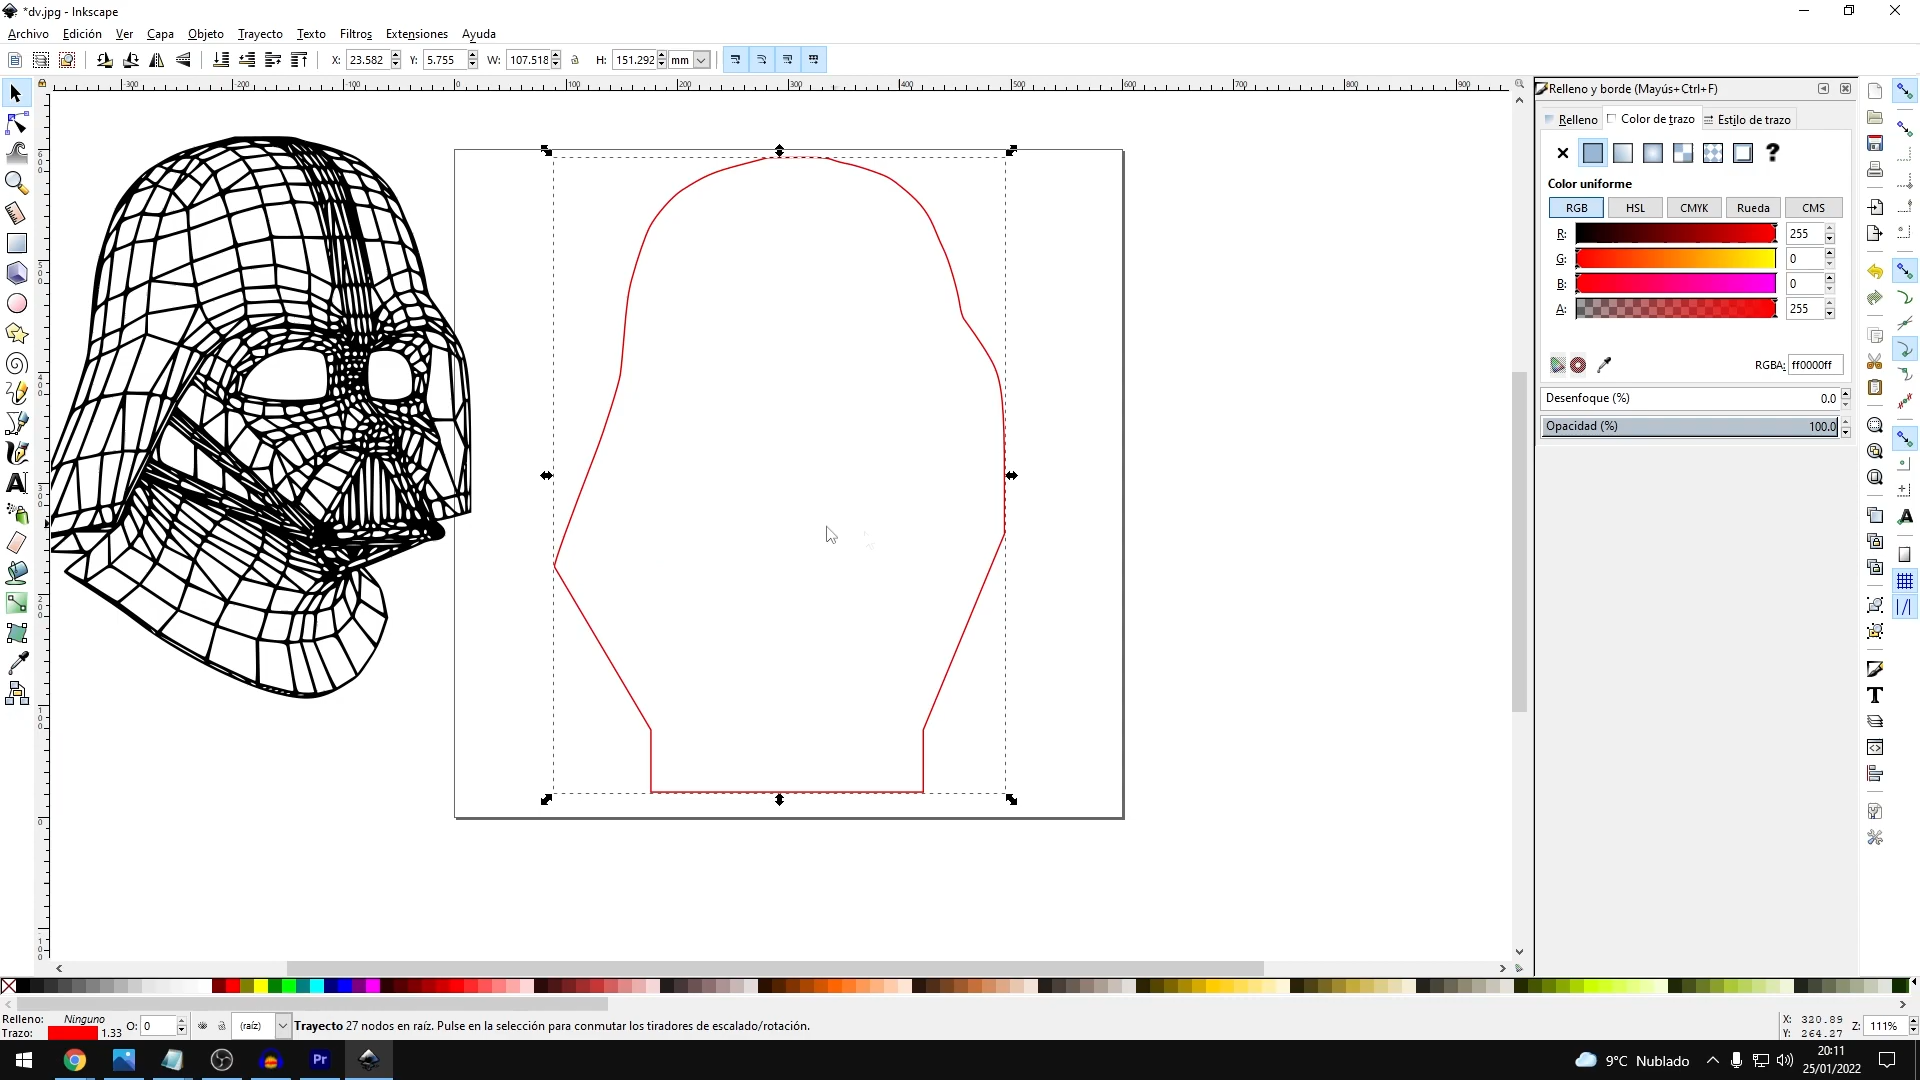 *dv.jpg - Inkscape
Archivo Edición Ver Capa Objeto Trayecto Texto Filtros Extensiones Ayuda
X: 23.582 Y: 5.755 W: 107.518 H: 151.292 mm
Relleno y borde (Mayús+Ctrl+F)
Relleno Color de trazo Estilo de trazo
Color uniforme
RGB HSL CMYK Rueda CMS
R: 255
G: 0
B: 0
A: 255
RGBA: ff0000ff
Desenfoque (%) 0.0
Opacidad (%) 100.0
Relleno: Ninguno
Trazo: 1.33 O: 0 (raíz) Trayecto 27 nodos en raíz. Pulse en la selección para conmutar los tiradores de escalado/rotación.
X: 320.89
Y: 264.27
Z: 111%
9°C Nublado
20:11
25/01/2022